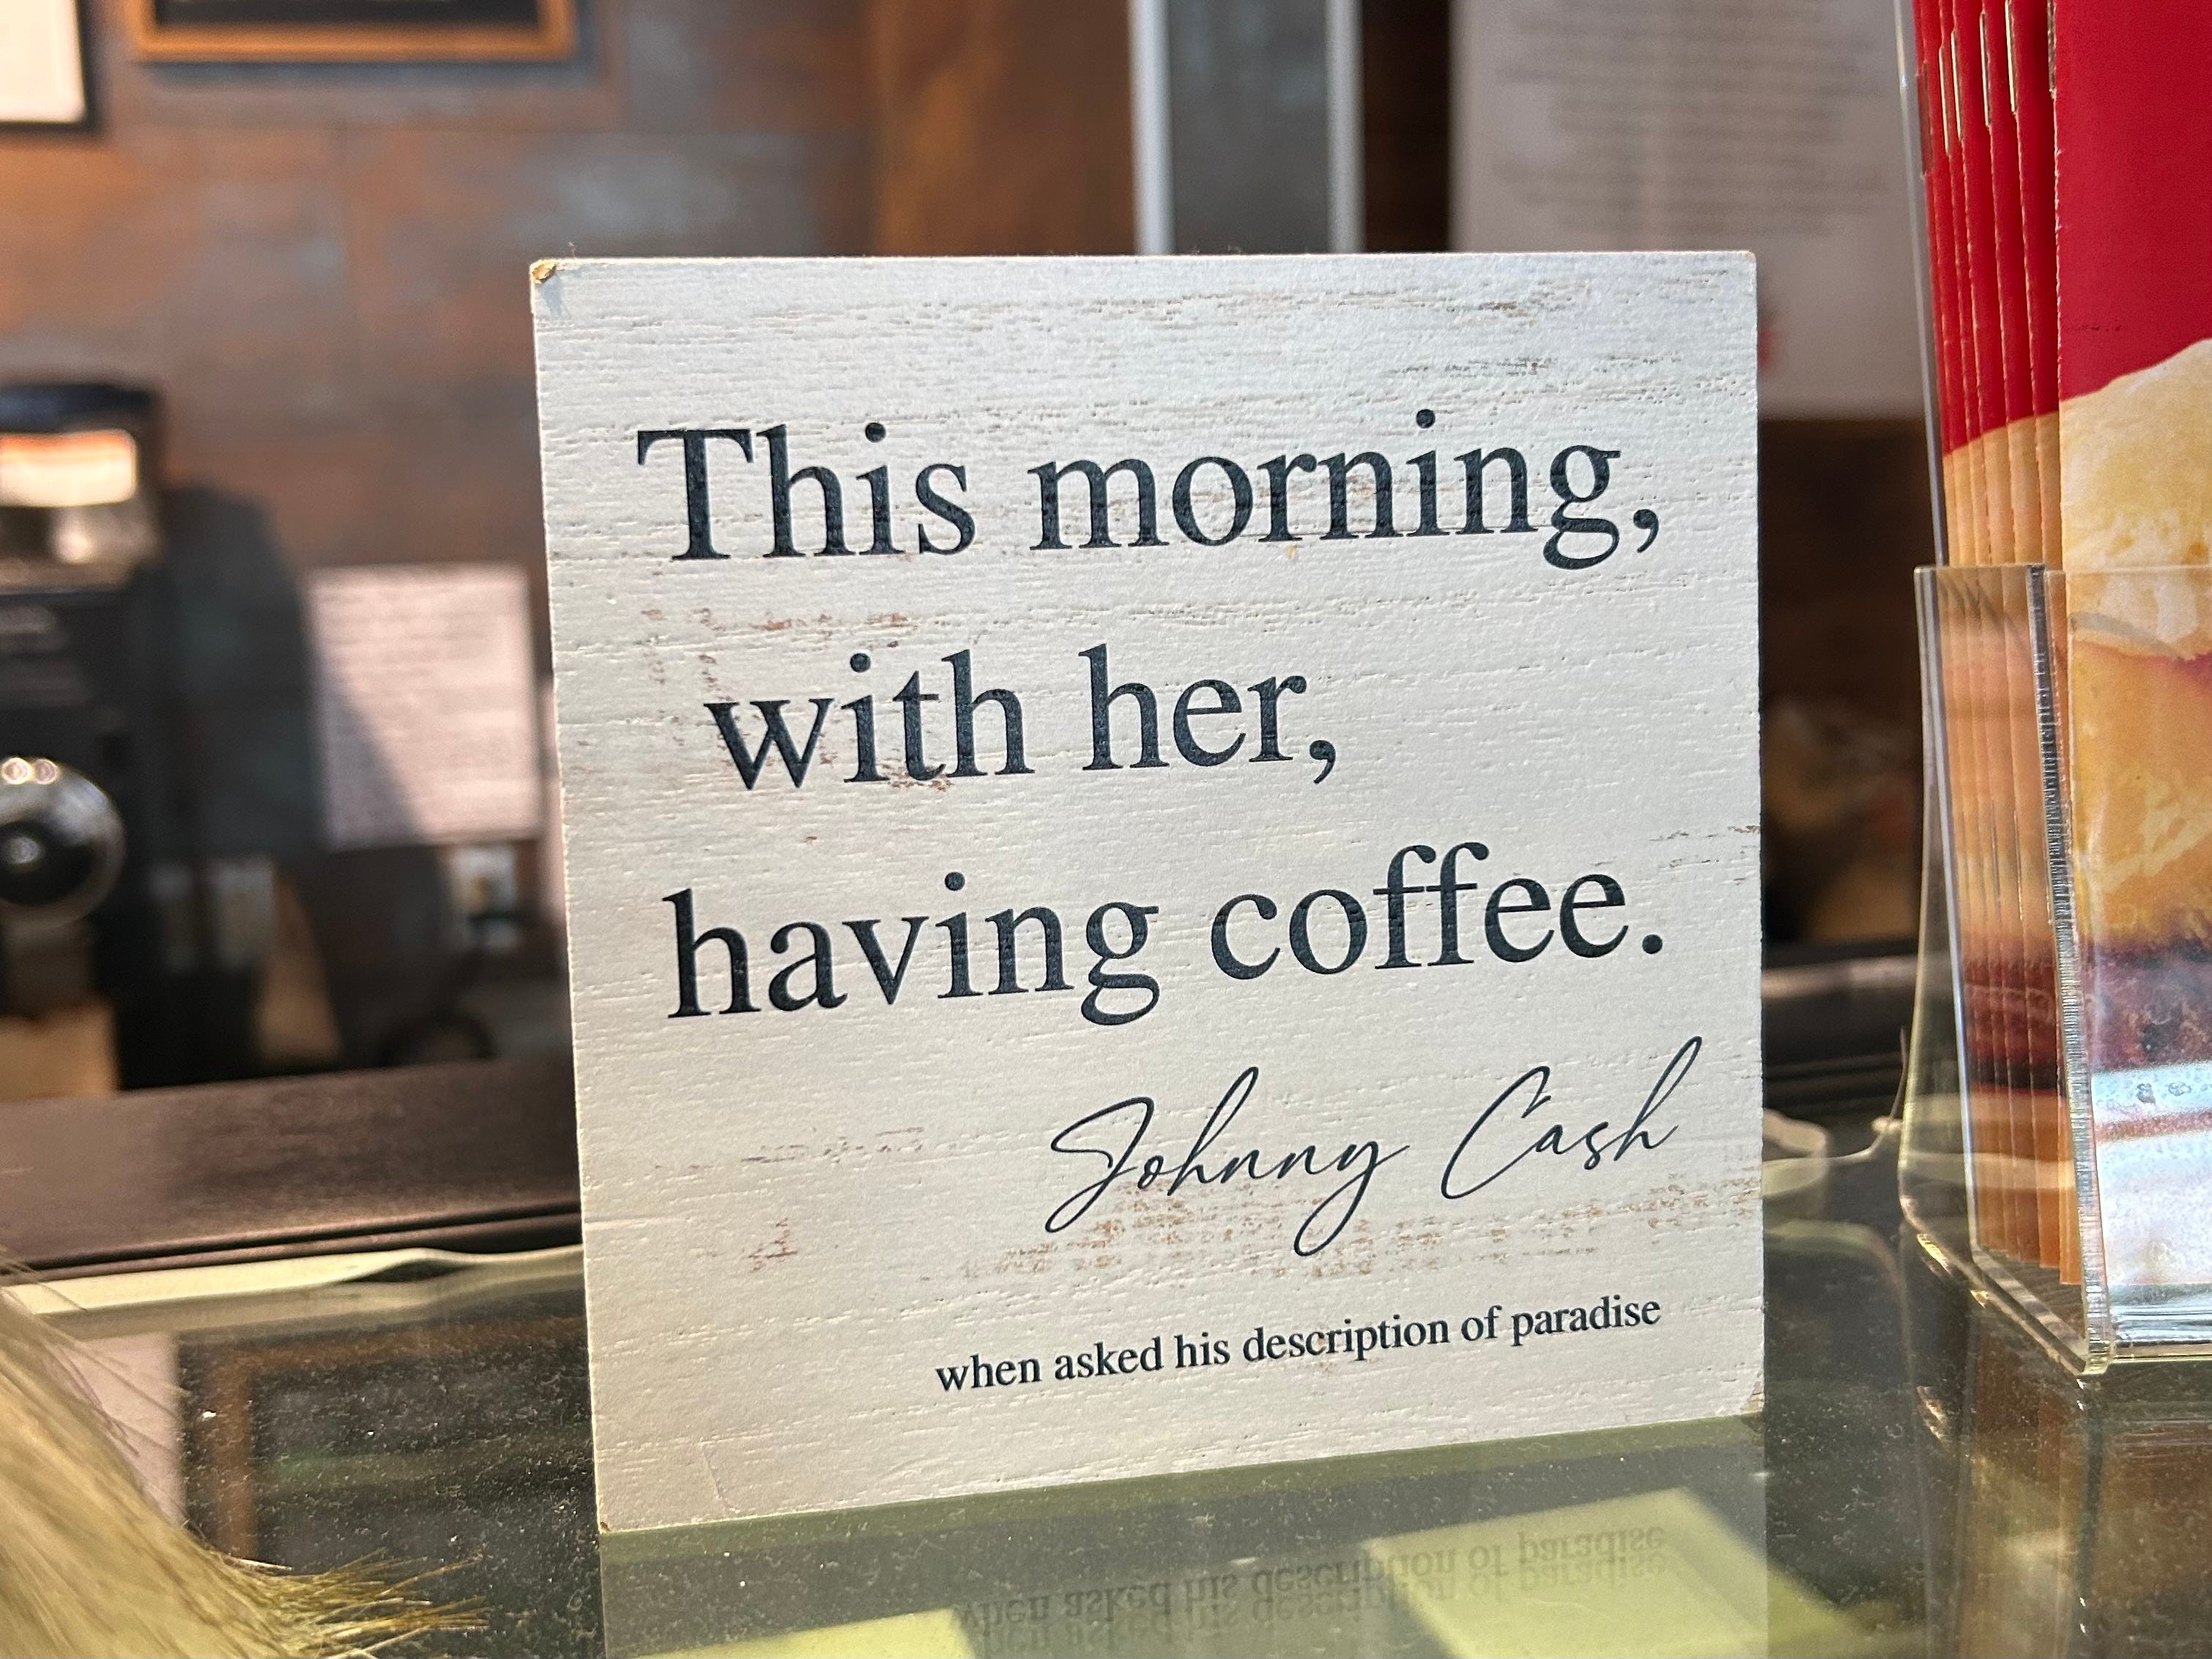 This morning,
with her,
having coffee.
Johnny Cash
when asked his description of paradise